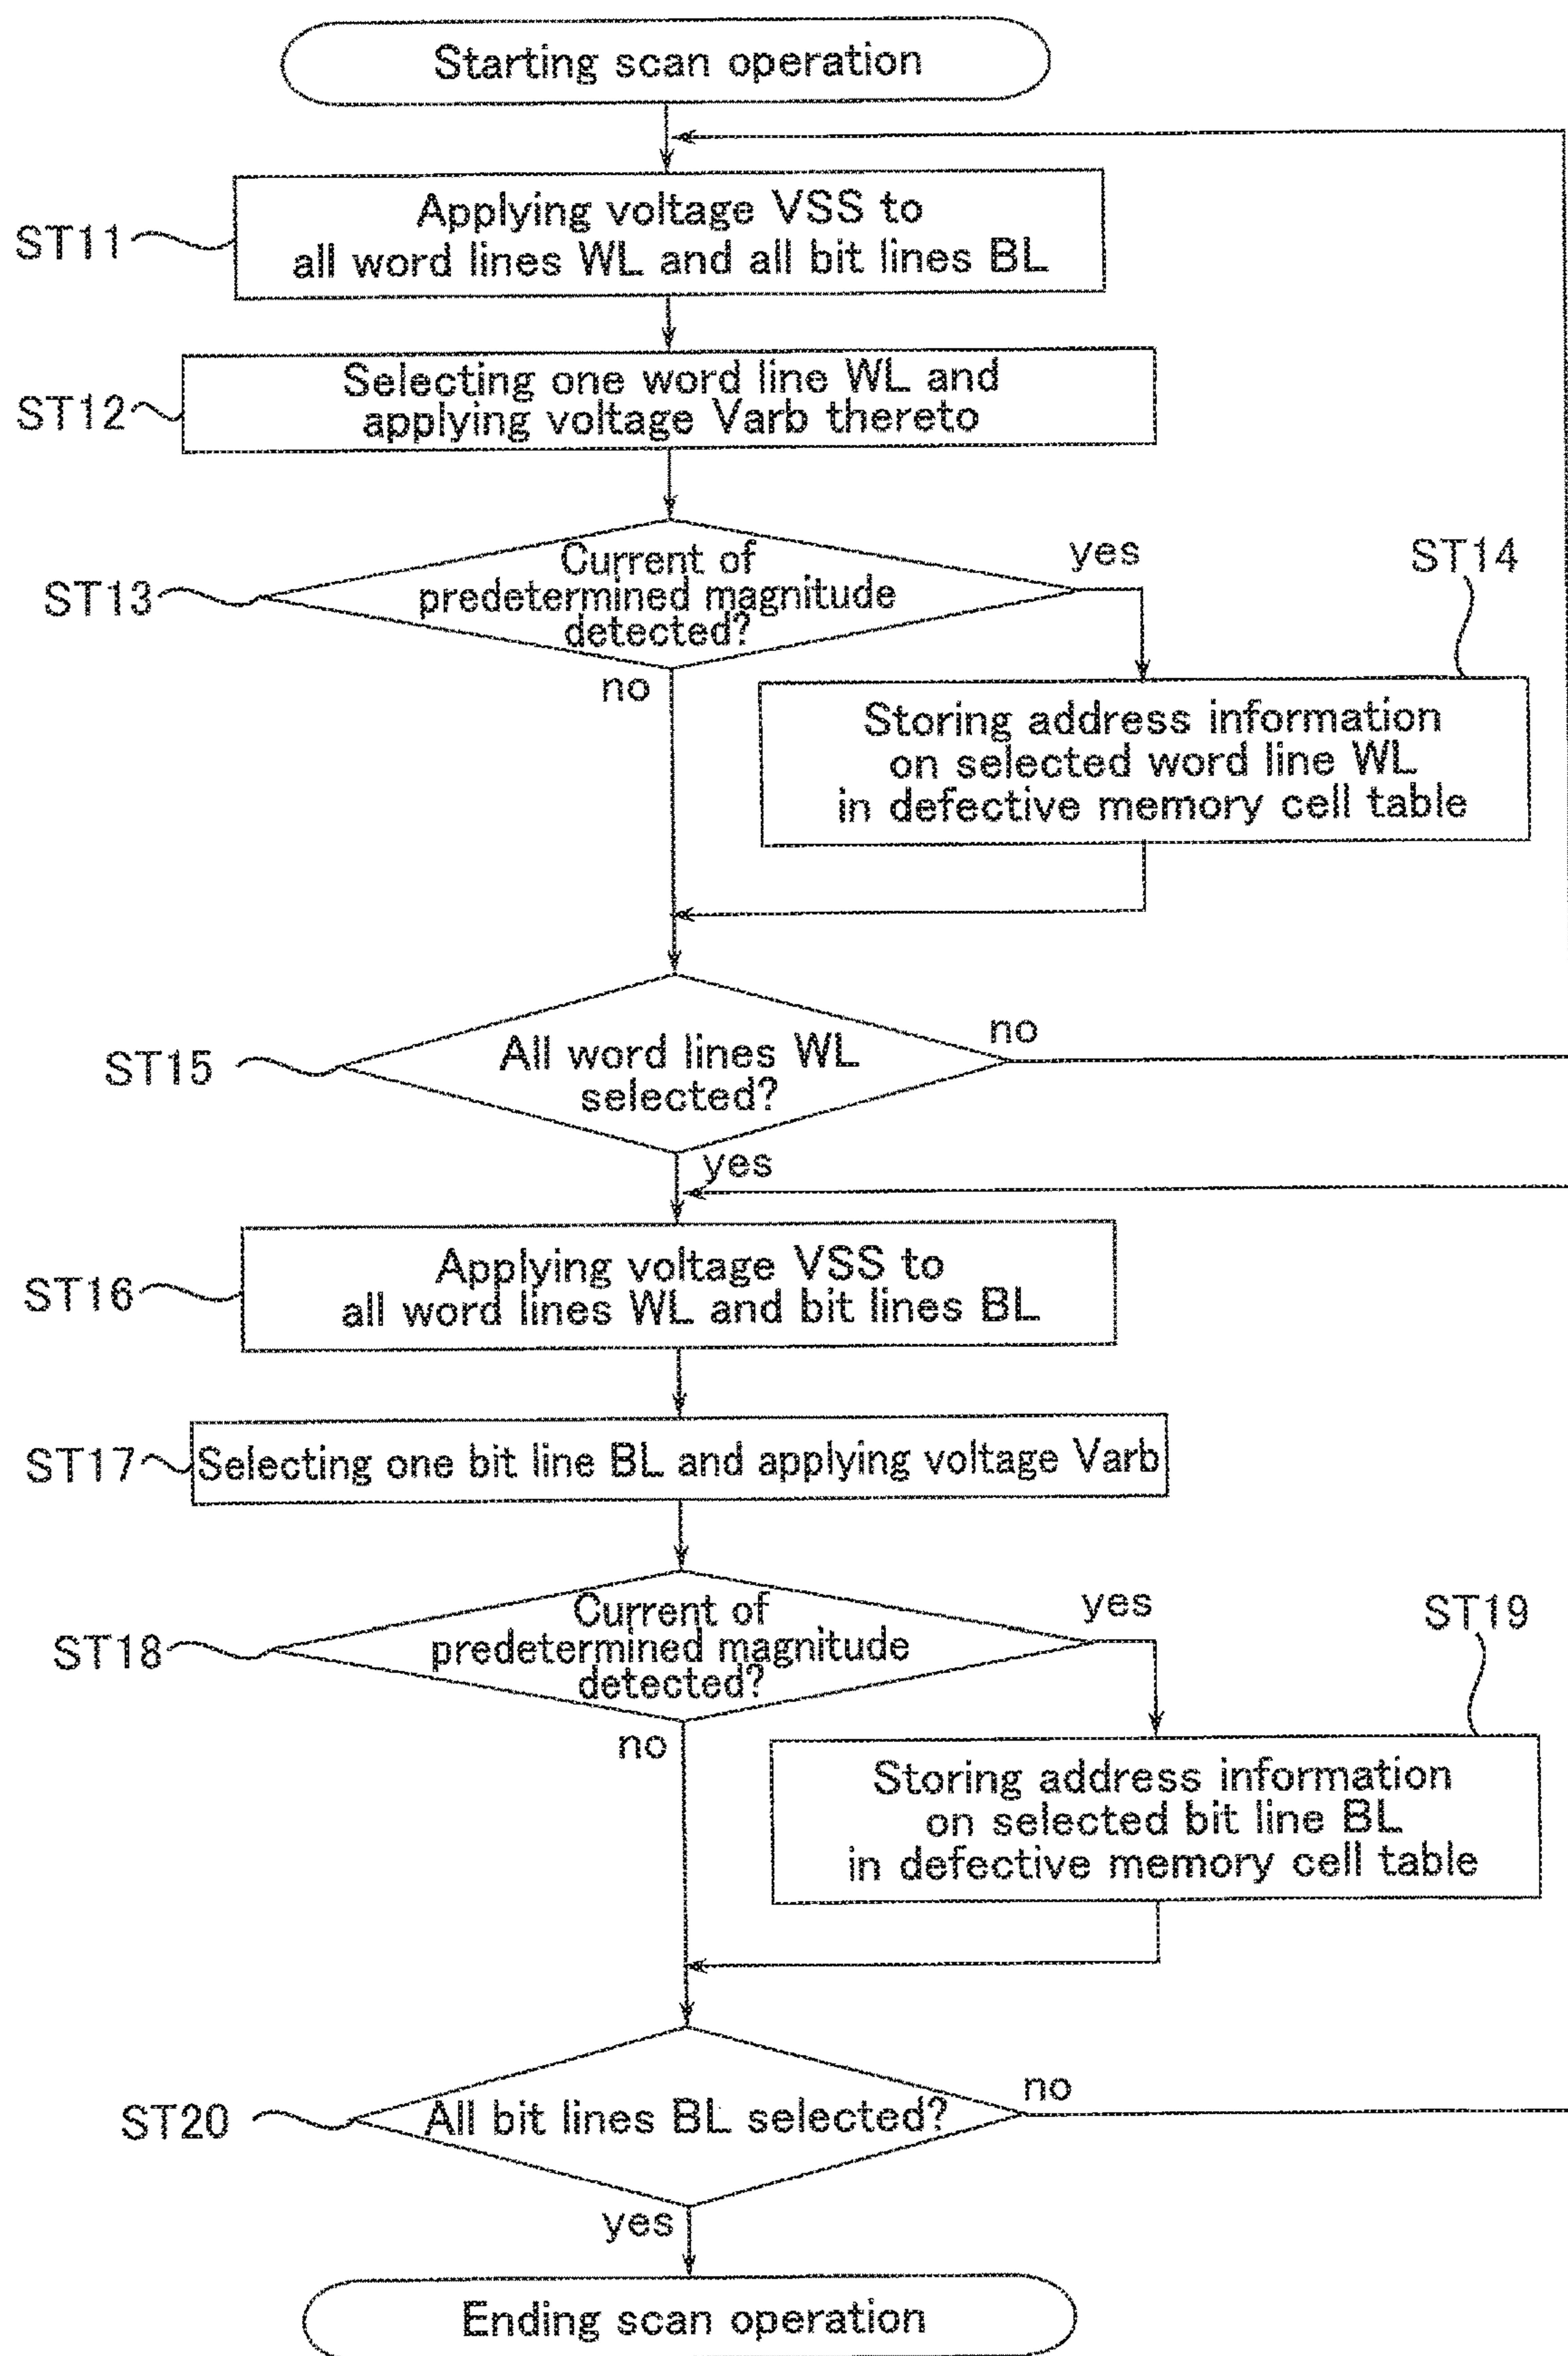 Starting scan operation
ST11
Applying voltage VSS to
all word lines WL and all bit lines BL
ST12
Selecting one word line WL and
applying voltage Varb thereto
ST13
Current of
predetermined magnitude
detected?
yes
no
ST14
Storing address information
on selected word line WL
in defective memory cell table
ST15
All word lines WL
selected?
no
yes
ST16
Applying voltage VSS to
all word lines WL and bit lines BL
ST17
Selecting one bit line BL and applying voltage Varb
ST18
Current of
predetermined magnitude
detected?
yes
no
ST19
Storing address information
on selected bit line BL
in defective memory cell table
ST20
All bit lines BL selected?
no
yes
Ending scan operation